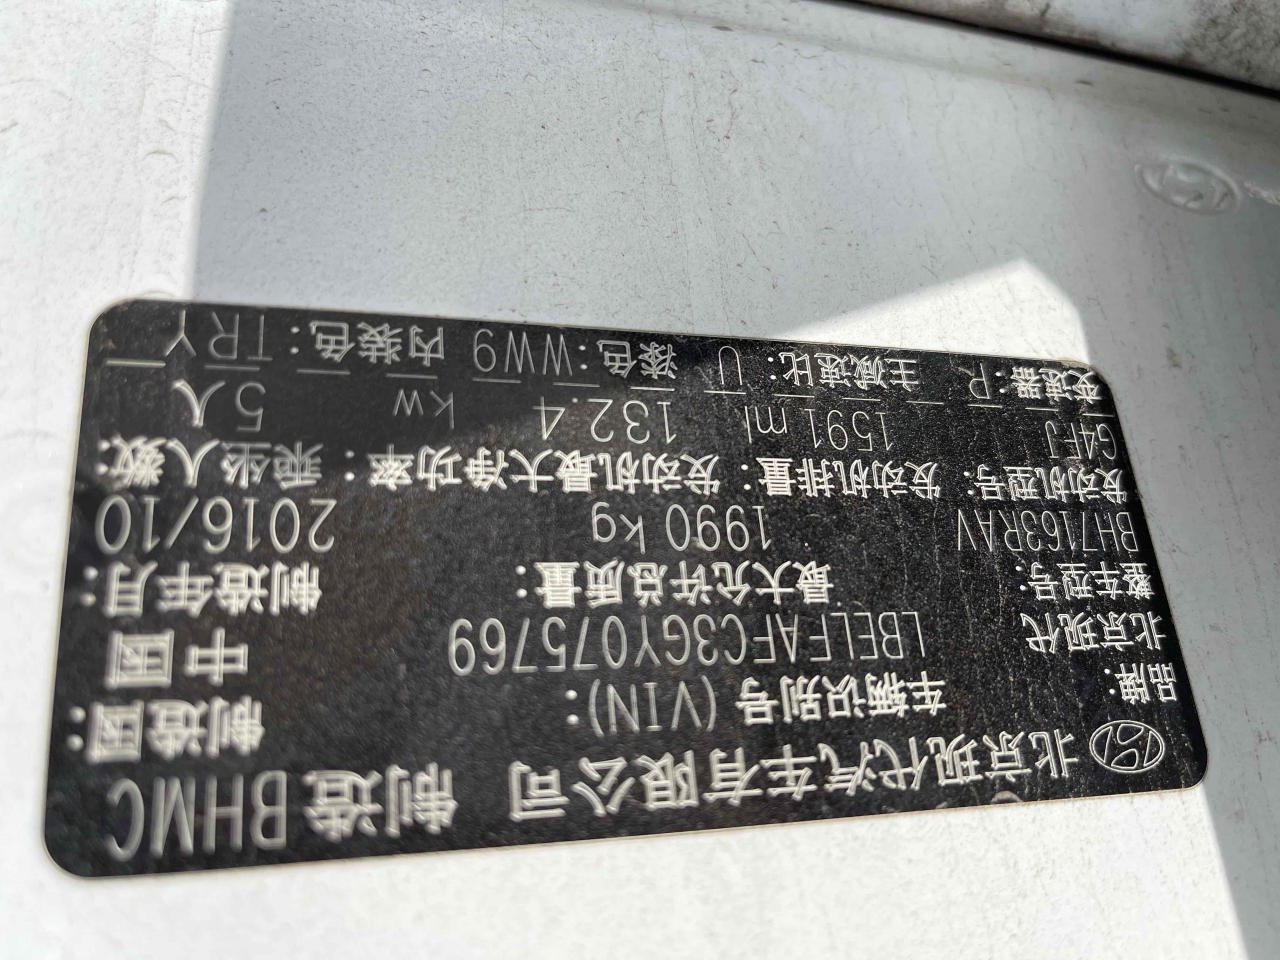 北京现代汽车有限公司 制造 BHMC
品牌: 车辆识别号 (VIN): 制造国:
北京现代 LBELFAFC3GY075769 中国
整车型号: 最大允许总质量: 制造年月:
BH7163RAV 1990 kg 2016/10
发动机型号: 发动机排量: 发动机最大净功率: 乘坐人数:
G4FJ 1591 ml 132.4 kw 5人
变速器: R 主减速比: U 漆色: WW9 内装色: TRY